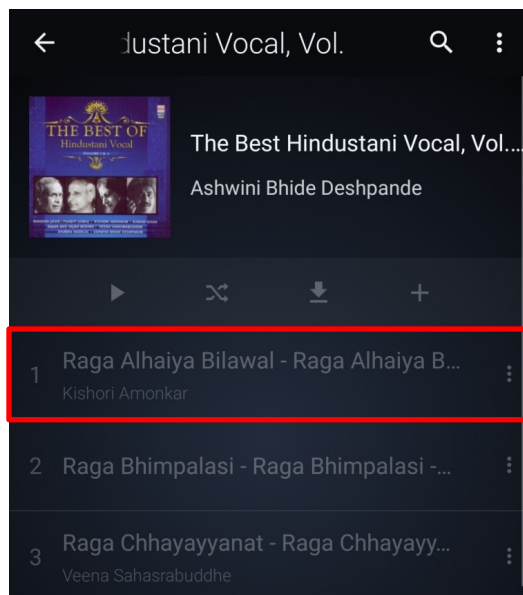 dustani Vocal, Vol.
THE BEST OF
Hindustani Vocal
The Best Hindustani Vocal, Vol....
Ashwini Bhide Deshpande
1 Raga Alhaiya Bilawal - Raga Alhaiya B...
Kishori Amonkar
2 Raga Bhimpalasi - Raga Bhimpalasi -...
3 Raga Chhayayyanat - Raga Chhayayy...
Veena Sahasrabuddhe